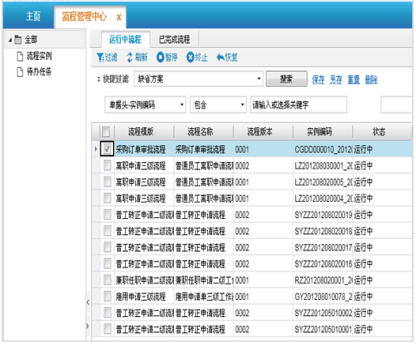 主页 流程管理中心 x
全部
流程实例
待办任务
运行中流程 已完成流程
过滤 刷新 暂停 终止 恢复
快捷过滤 缺省方案 搜索 保存 另存 重置 删除
单据头-实例编码 包含 请输入或选择关键字
流程模版 流程名称 流程版本 实例编码 状态
采购订单审批流程 采购订单审批流程 0001 CGDD000010_2012( 运行中
离职申请三级流程 普通员工离职申请流程 0002 LZ201208030001_2( 运行中
离职申请三级流程 普通员工离职申请流程 0001 LZ201208020005_2( 运行中
离职申请三级流程 普通员工离职申请流程 0001 LZ201208020004_2( 运行中
普工转正申请二级流程 普工转正申请流程 0002 SYZZ201208020019 运行中
普工转正申请二级流程 普工转正申请流程 0002 SYZZ201208020018 运行中
普工转正申请二级流程 普工转正申请流程 0002 SYZZ201208020017 运行中
普工转正申请二级流程 普工转正申请流程 0002 SYZZ201208020016 运行中
兼职任职申请二级流程 兼职任职申请二级工 0001 RZ201208020001_2( 运行中
雇用申请三级流程 雇用申请单三级工作 0001 GY201208010078_2 运行中
普工转正申请二级流程 普工转正申请流程 0002 SYZZ201205010002 运行中
普工转正申请二级流程 普工转正申请流程 0002 SYZZ201205010001 运行中